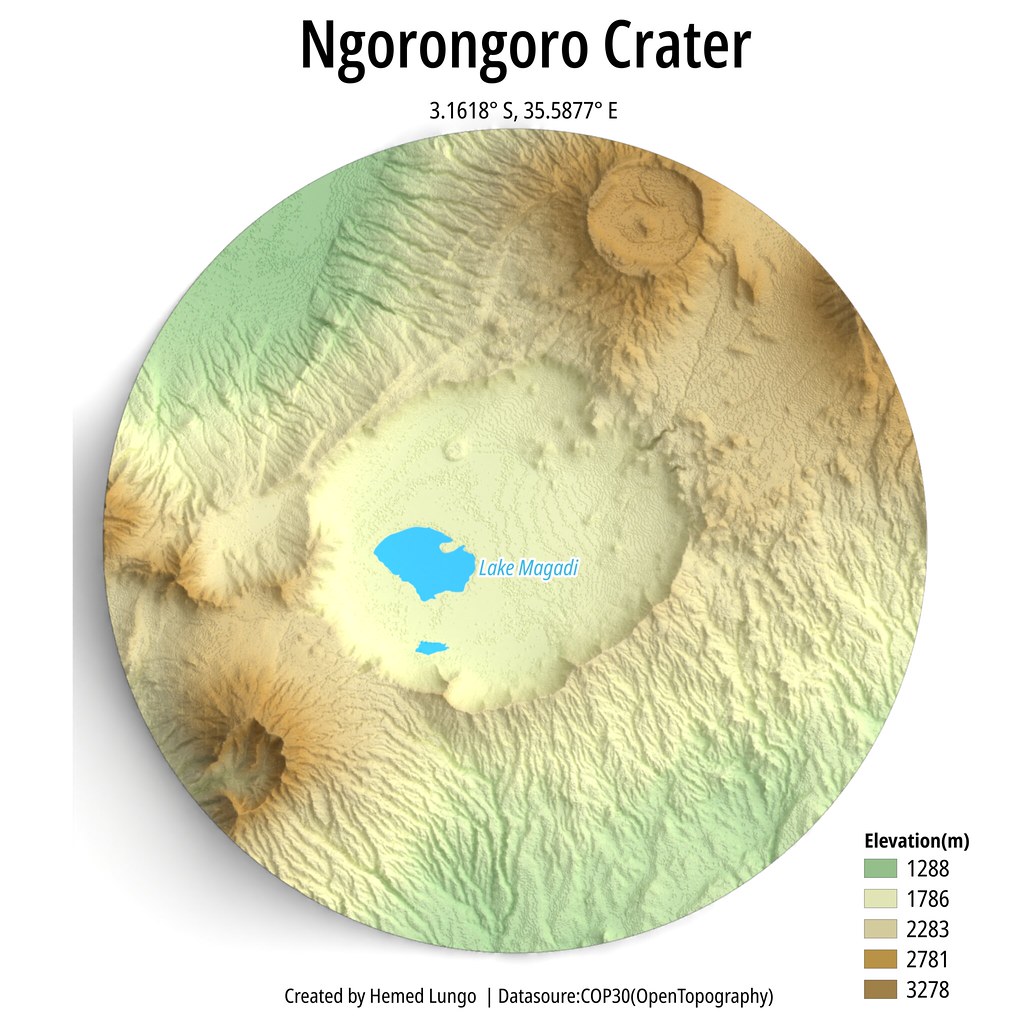 Ngorongoro Crater
3.1618° S, 35.5877° E
Lake Magadi
Elevation(m)
1288
1786
2283
2781
3278
Created by Hemed Lungo | Datasoure:COP30(OpenTopography)